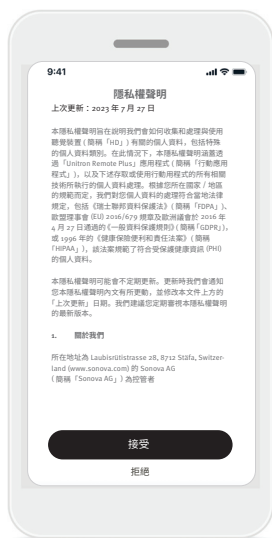 9:41
隱私權聲明
上次更新：2023 年 7 月 27 日
本隱私權聲明旨在說明我們會如何收集和處理與使用
聽覺裝置 ( 簡稱「HD」) 有關的個人資料，包括特殊
的個人資料類別。在此情況下，本隱私權聲明涵蓋透
過「Unitron Remote Plus」應用程式 ( 簡稱「行動應用
程式」)，以及下述存取或使用行動應用程式的所有相關
技術所執行的個人資料處理。根據您所在國家 / 地區
的規範而定，我們對您個人資料的處理符合當地法律
規定，包括《瑞士聯邦資料保護法》( 簡稱「FDPA」)、
歐盟理事會 (EU) 2016/679 規章及歐洲議會於 2016 年
4 月 27 日通過的《一般資料保護規則》( 簡稱「GDPR」)，
或 1996 年的《健康保險便利和責任法案》( 簡稱
「HIPAA」)，該法案規範了符合受保護健康資訊 (PHI)
的個人資料。
本隱私權聲明可能會不定期更新。更新時我們會通知
您本隱私權聲明內文有所更動，並修改本文件上方的
「上次更新」日期。我們建議您定期審視本隱私權聲明
的最新版本。
1. 關於我們
所在地址為 Laubisrütistrasse 28, 8712 Stäfa, Switzer-
land (www.sonova.com) 的 Sonova AG
( 簡稱「Sonova AG」) 為控管者
接受
拒絕